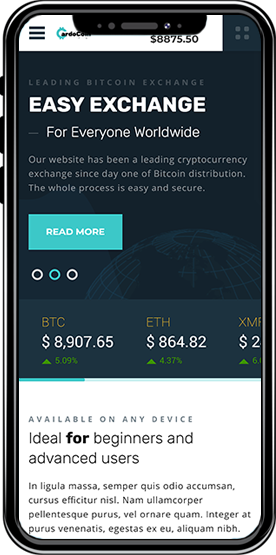 ardoCoin
$8875.50
LEADING BITCOIN EXCHANGE
EASY EXCHANGE
— For Everyone Worldwide
Our website has been a leading cryptocurrency
exchange since day one of Bitcoin distribution.
The whole process is easy and secure.
READ MORE
BTC ETH XMR
$ 8,907.65 $ 864.82 $ 2
5.09% 4.37% 6.
AVAILABLE ON ANY DEVICE
Ideal for beginners and
advanced users
In ligula massa, semper quis odio accumsan,
cursus efficitur nisl. Nam ullamcorper
pellentesque purus, vel ornare quam. Integer at
purus venenatis, egestas ex eu, aliquam nibh.